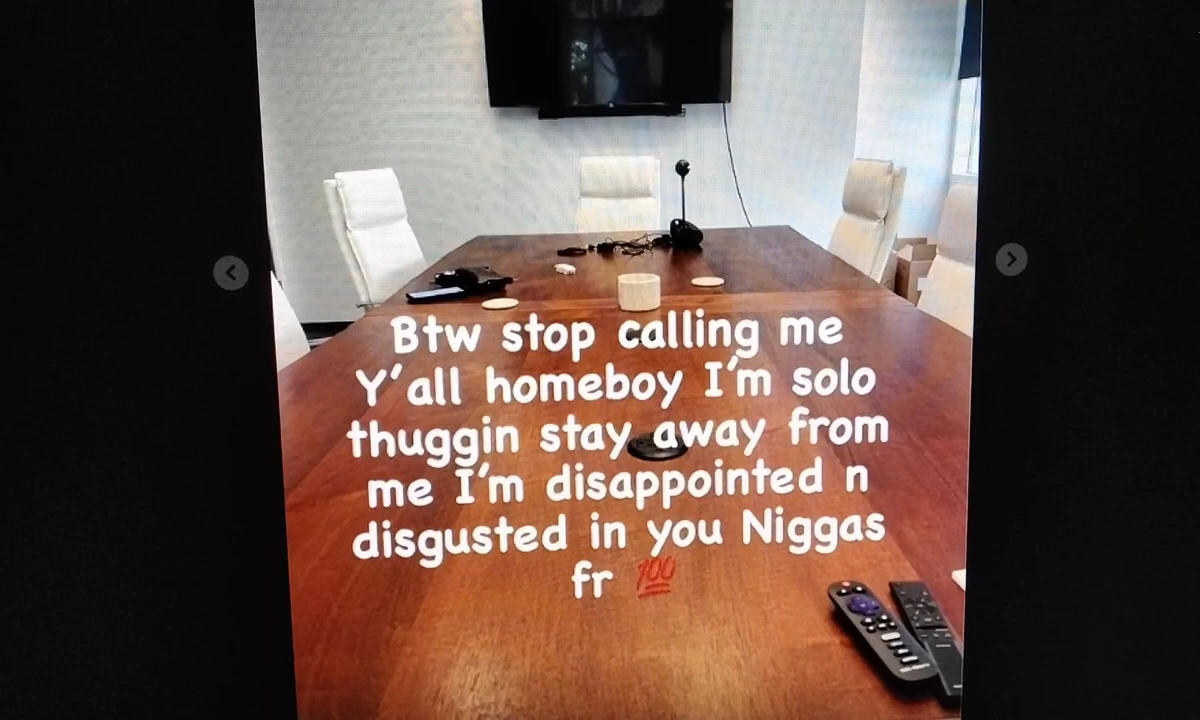 Btw stop calling me
Y'all homeboy I'm solo
thuggin stay away from
me I'm disappointed n
disgusted in you Niggas
fr 💯